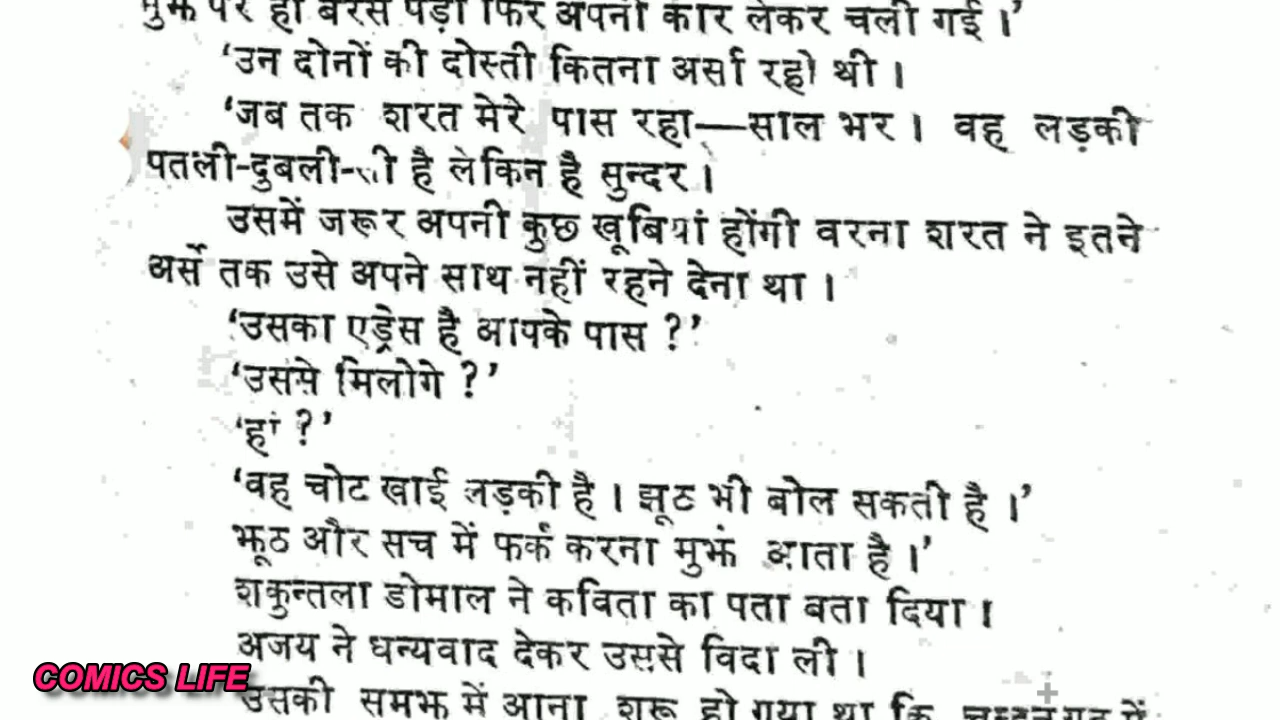 मुझ पर ही बरस पड़ी फिर अपनी कार लेकर चली गई।’
‘उन दोनों की दोस्ती कितना अर्सा रही थी।
‘जब तक शरत मेरे पास रहा—साल भर। वह लड़की
पतली-दुबली-सी है लेकिन है सुन्दर।
उसमें जरूर अपनी कुछ खूबियां होंगी वरना शरत ने इतने
अर्से तक उसे अपने साथ नहीं रहने देना था।
‘उसका एड्रेस है आपके पास ?’
‘उससे मिलोगे ?’
‘हां ?’
‘वह चोट खाई लड़की है। झूठ भी बोल सकती है।’
झूठ और सच में फर्क करना मुझे आता है।’
शकुन्तला डोमाल ने कविता का पता बता दिया।
अजय ने धन्यवाद देकर उससे विदा ली।
उसकी समझ में आना शुरू हो गया था कि में
COMICS LIFE